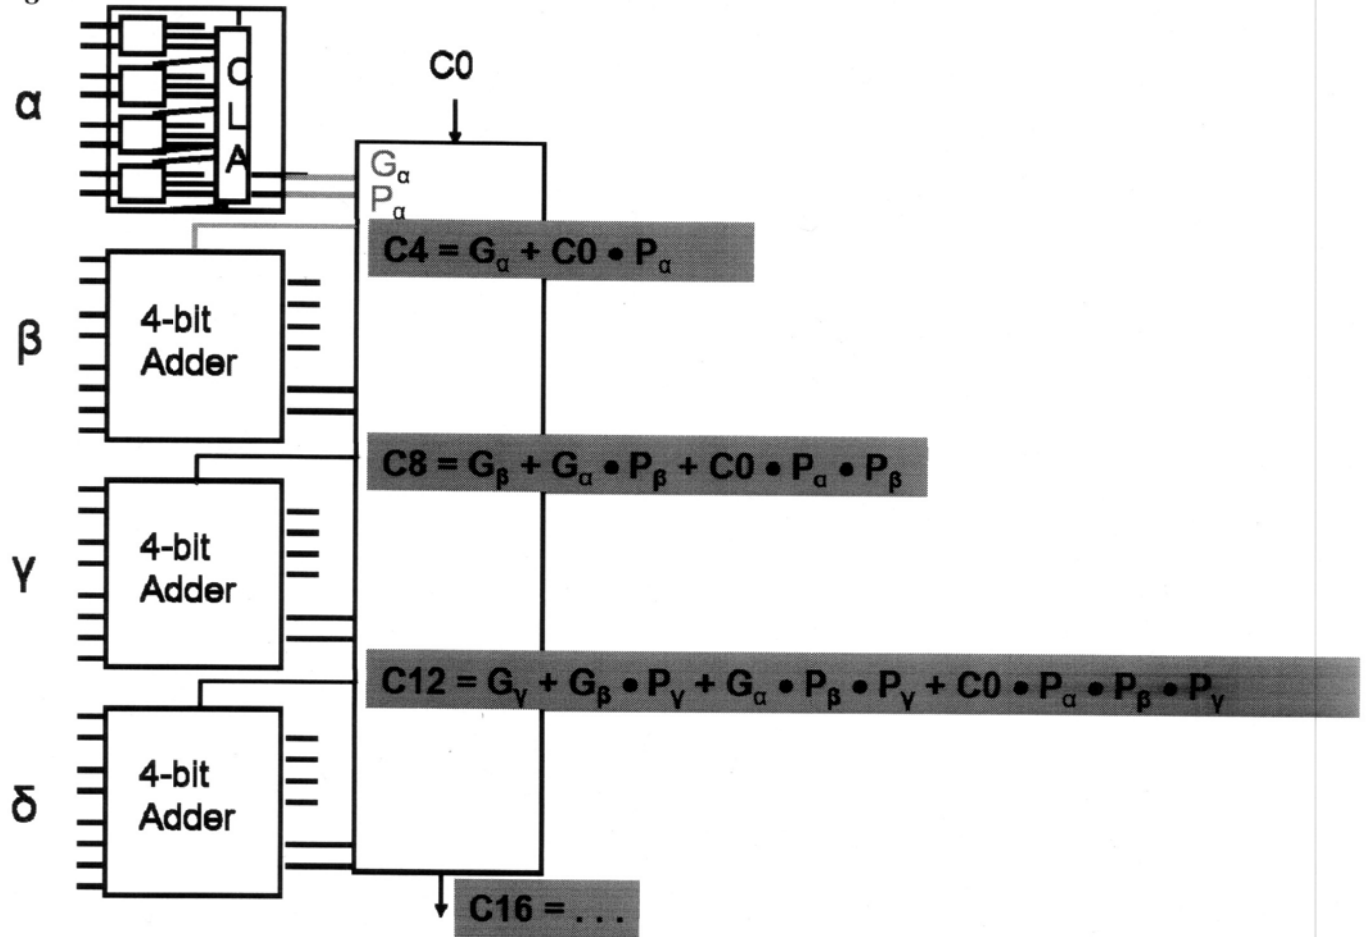 α
C
L
A
C0
Gα
Pα
C4 = Gα + C0 • Pα
β
4-bit
Adder
C8 = Gβ + Gα • Pβ + C0 • Pα • Pβ
γ
4-bit
Adder
C12 = Gγ + Gβ • Pγ + Gα • Pβ • Pγ + C0 • Pα • Pβ • Pγ
δ
4-bit
Adder
C16 = . . .